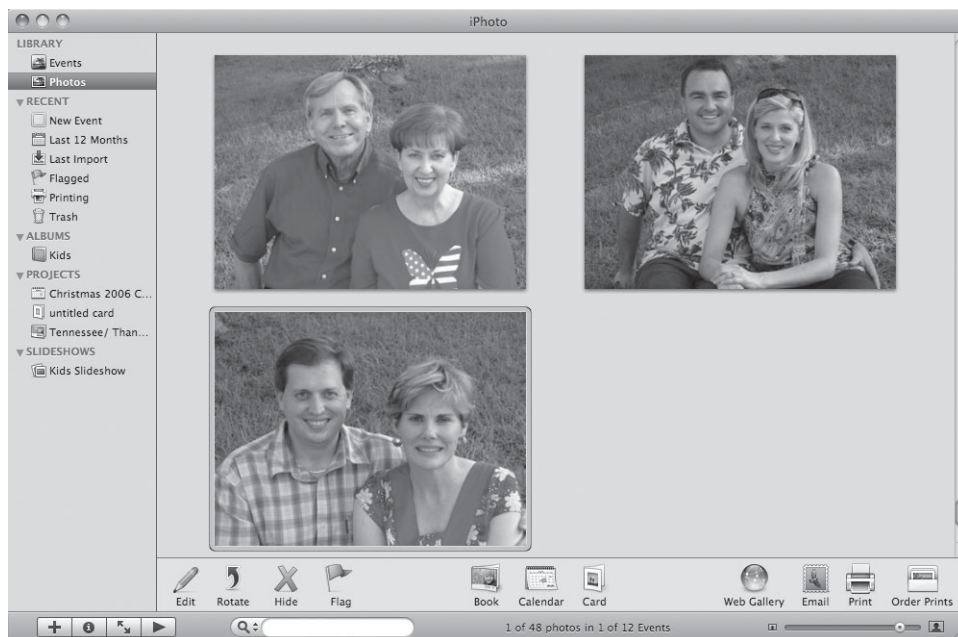 iPhoto
LIBRARY
Events
Photos
RECENT
New Event
Last 12 Months
Last Import
Flagged
Printing
Trash
ALBUMS
Kids
PROJECTS
Christmas 2006 C...
untitled card
Tennessee/ Than...
SLIDESHOWS
Kids Slideshow
Edit Rotate Hide Flag Book Calendar Card Web Gallery Email Print Order Prints
1 of 48 photos in 1 of 12 Events